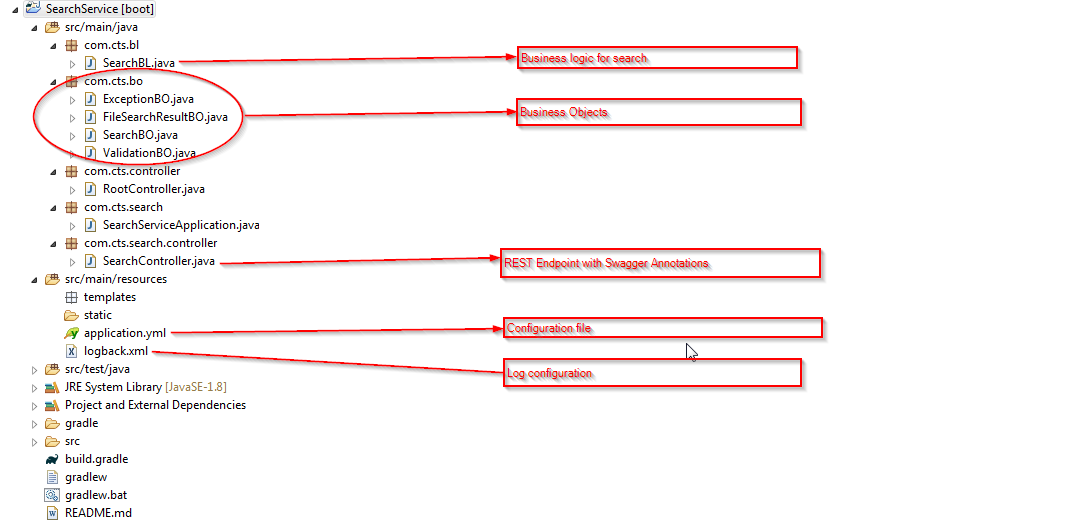 SearchService [boot]
src/main/java
com.cts.bl
SearchBL.java
Business logic for search
com.cts.bo
ExceptionBO.java
FileSearchResultBO.java
Business Objects
SearchBO.java
ValidationBO.java
com.cts.controller
RootController.java
com.cts.search
SearchServiceApplication.java
com.cts.search.controller
SearchController.java
REST Endpoint with Swagger Annotations
src/main/resources
templates
static
application.yml
Configuration file
logback.xml
Log configuration
src/test/java
JRE System Library [JavaSE-1.8]
Project and External Dependencies
gradle
src
build.gradle
gradlew
gradlew.bat
README.md